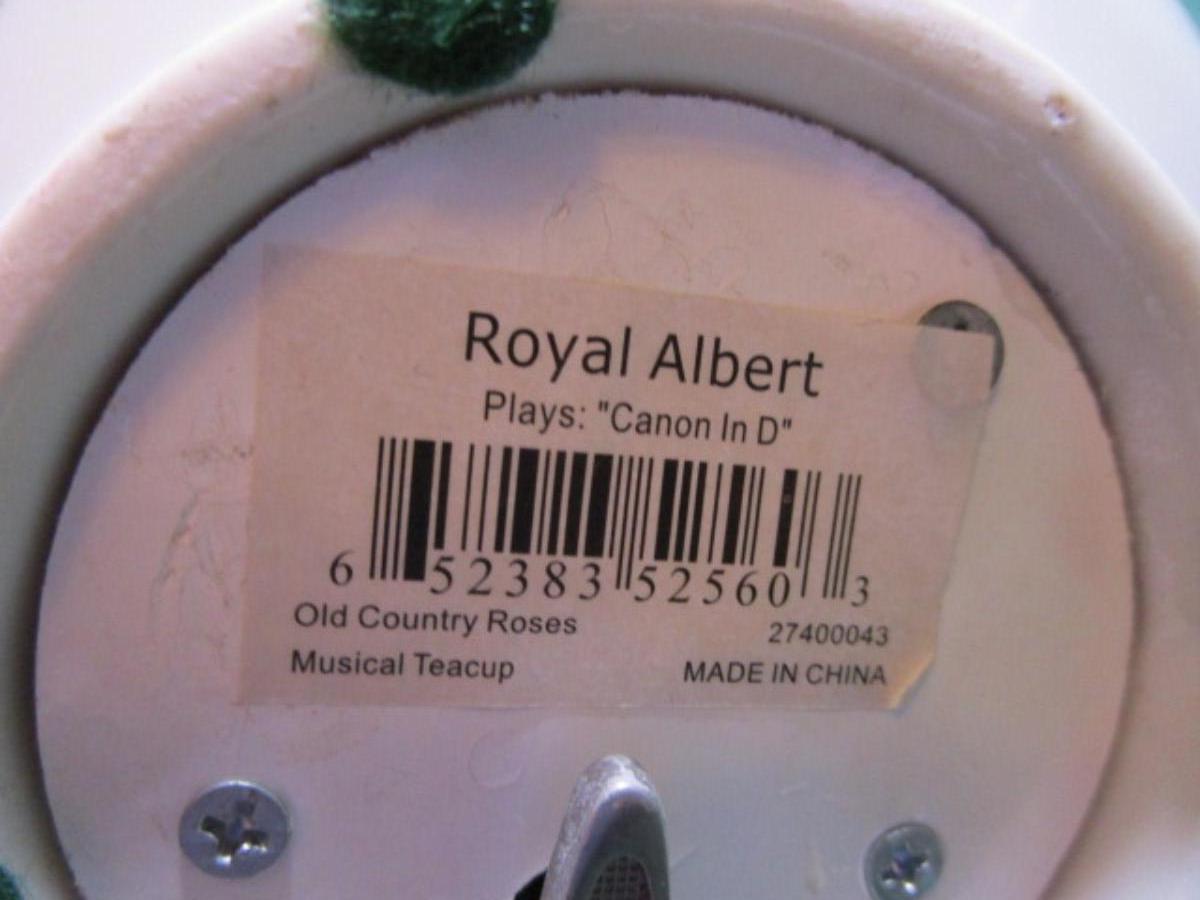 Royal Albert
Plays: "Canon In D"
6 52383 52560 3
Old Country Roses 27400043
Musical Teacup MADE IN CHINA